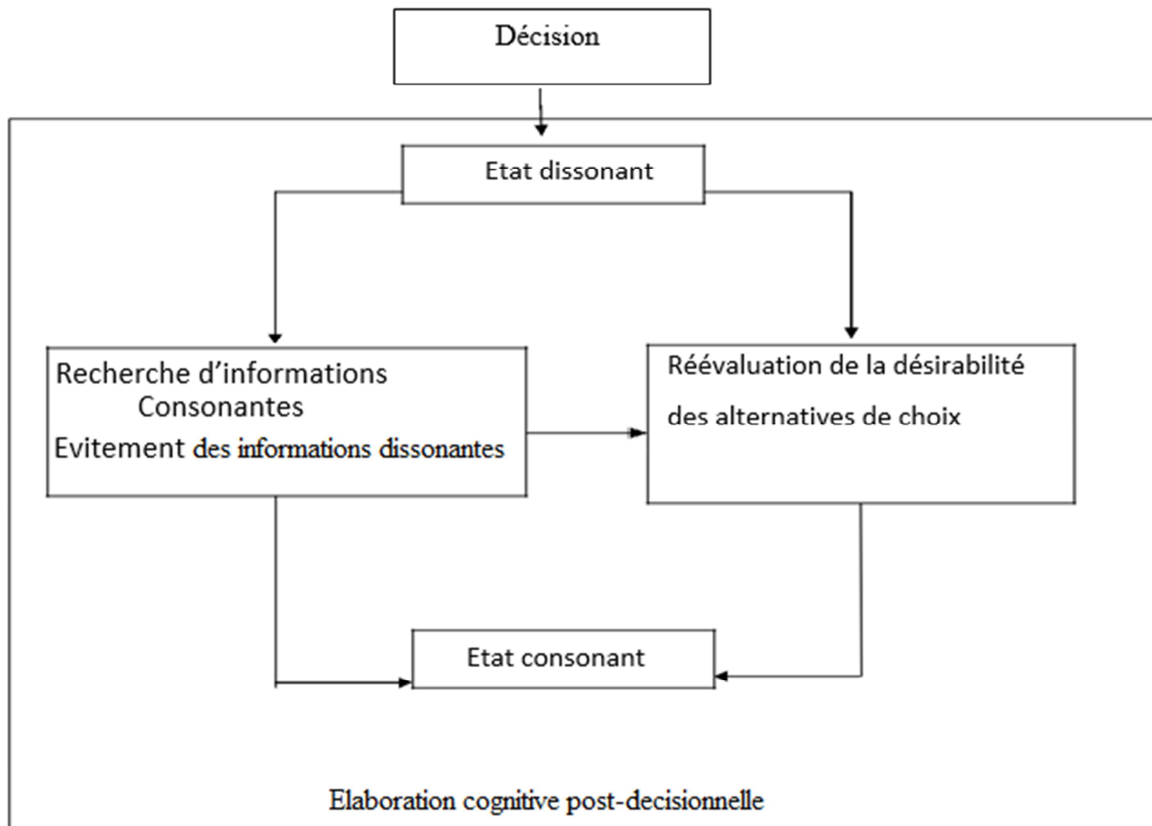 Décision
Etat dissonant
Recherche d’informations
Consonantes
Evitement des informations dissonantes
Réévaluation de la désirabilité
des alternatives de choix
Etat consonant
Elaboration cognitive post-decisionnelle